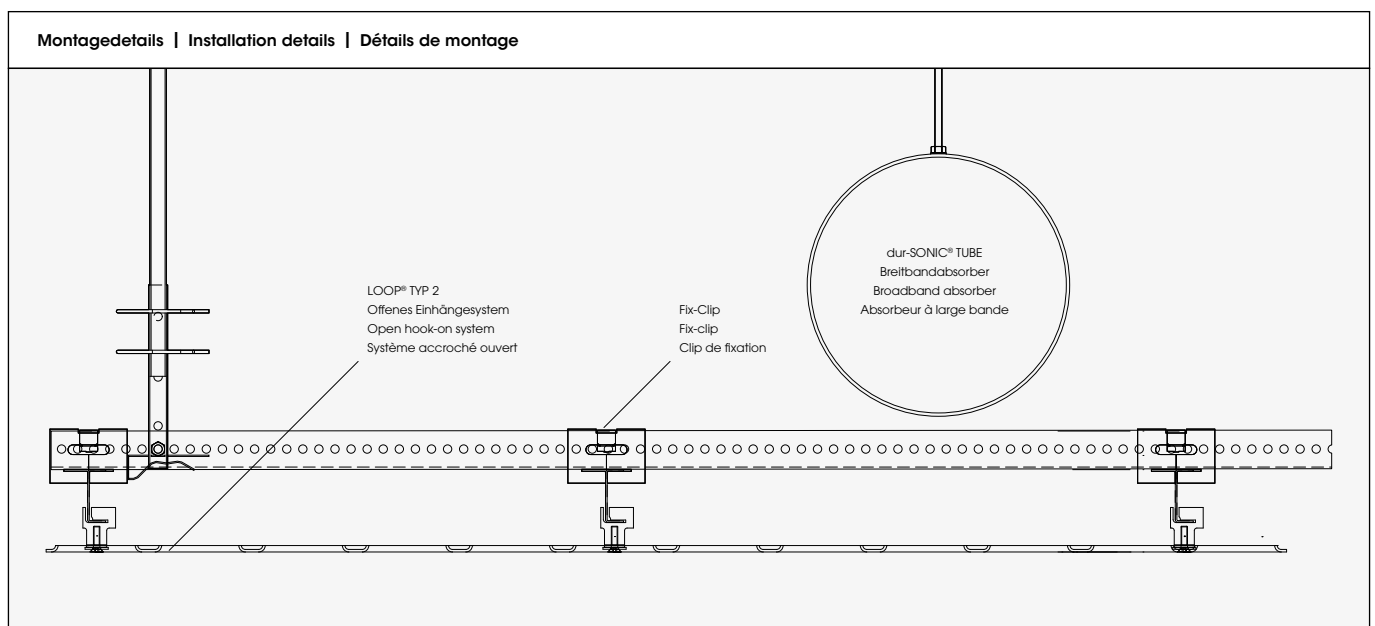 Montagedetails | Installation details | Détails de montage
LOOP® TYP 2
Offenes Einhängesystem
Open hook-on system
Système accroché ouvert
Fix-Clip
Fix-clip
Clip de fixation
dur-SONIC® TUBE
Breitbandabsorber
Broadband absorber
Absorbeur à large bande